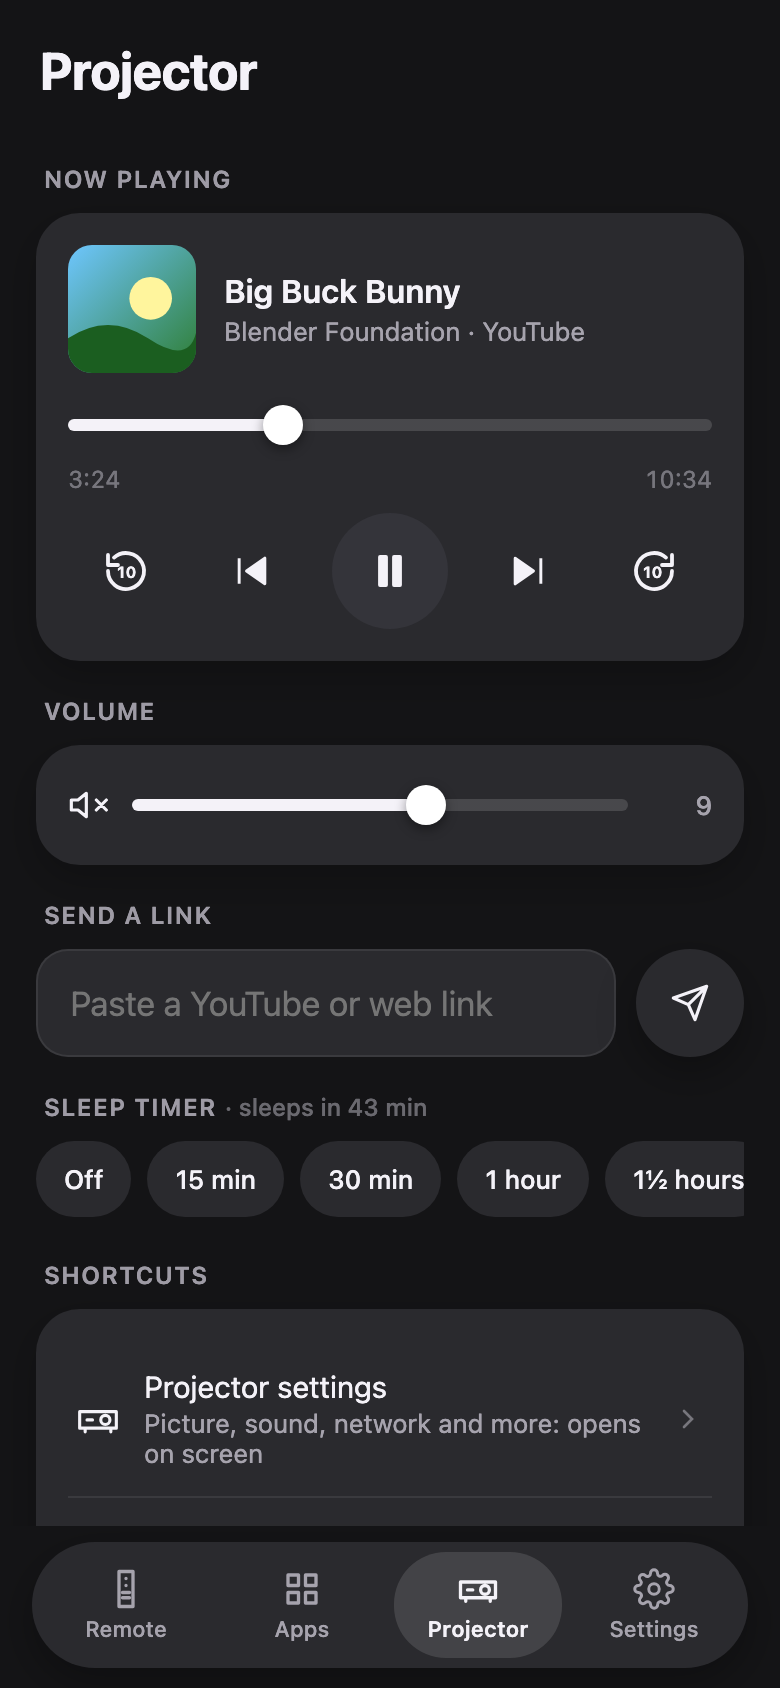 Projector
NOW PLAYING
Big Buck Bunny
Blender Foundation · YouTube
3:24
10:34
10
10
VOLUME
9
SEND A LINK
Paste a YouTube or web link
SLEEP TIMER · sleeps in 43 min
Off
15 min
30 min
1 hour
1½ hours
SHORTCUTS
Projector settings
Picture, sound, network and more: opens
on screen
Remote
Apps
Projector
Settings